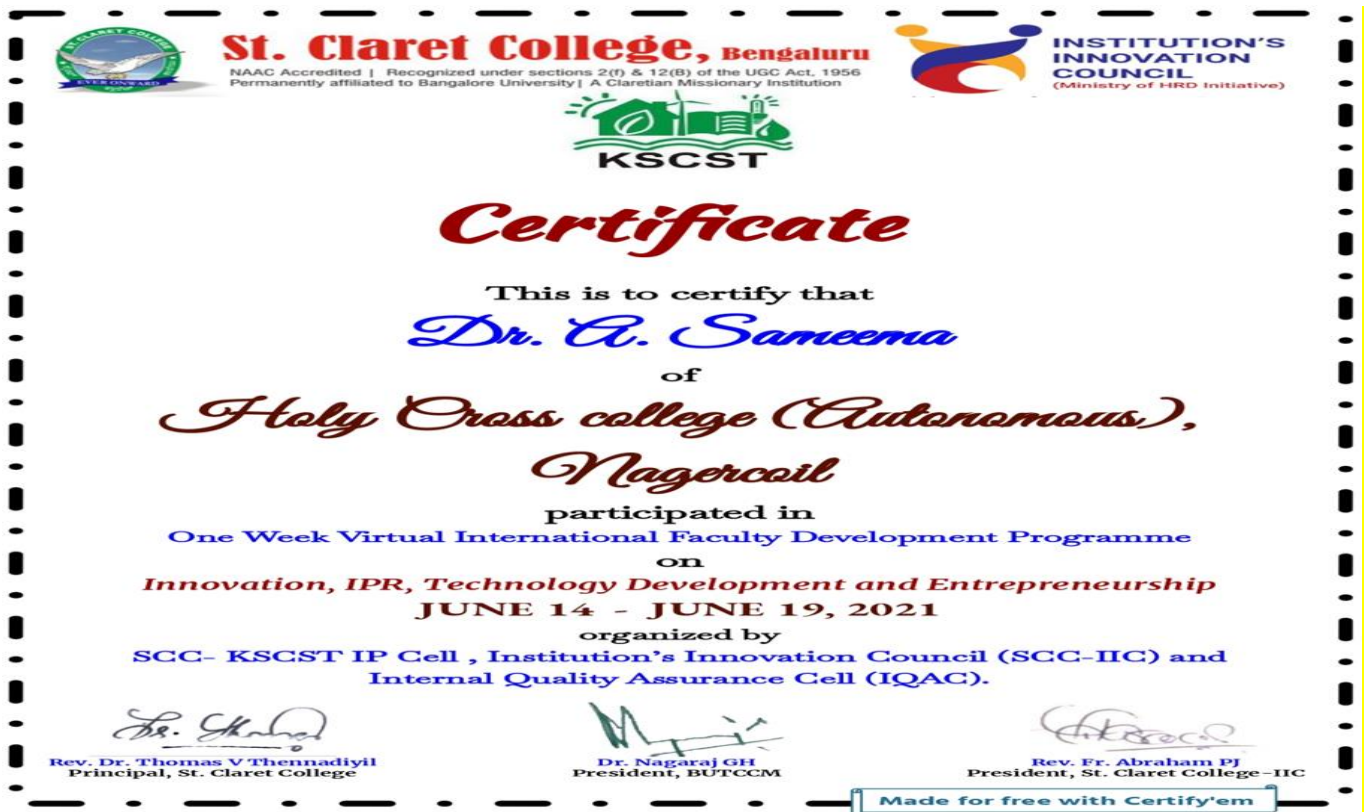 ST. CLARET COLLEGE
EVER ONWARD
St. Claret College, Bengaluru
NAAC Accredited | Recognized under sections 2(f) & 12(B) of the UGC Act, 1956
Permanently affiliated to Bangalore University | A Claretian Missionary Institution
INSTITUTION'S
INNOVATION
COUNCIL
(Ministry of HRD Initiative)
KSCST
Certificate
This is to certify that
Dr. A. Sameema
of
Holy Cross college (Autonomous),
Nagercoil
participated in
One Week Virtual International Faculty Development Programme
on
Innovation, IPR, Technology Development and Entrepreneurship
JUNE 14 - JUNE 19, 2021
organized by
SCC- KSCST IP Cell , Institution's Innovation Council (SCC-IIC) and
Internal Quality Assurance Cell (IQAC).
Rev. Dr. Thomas V Thennadiyil
Principal, St. Claret College
Dr. Nagaraj GH
President, BUTCCM
Rev. Fr. Abraham PJ
President, St. Claret College-IIC
Made for free with Certify'em